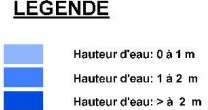 LEGENDE
Hauteur d'eau: 0 à 1 m
Hauteur d'eau: 1 à 2 m
Hauteur d'eau: > à 2 m